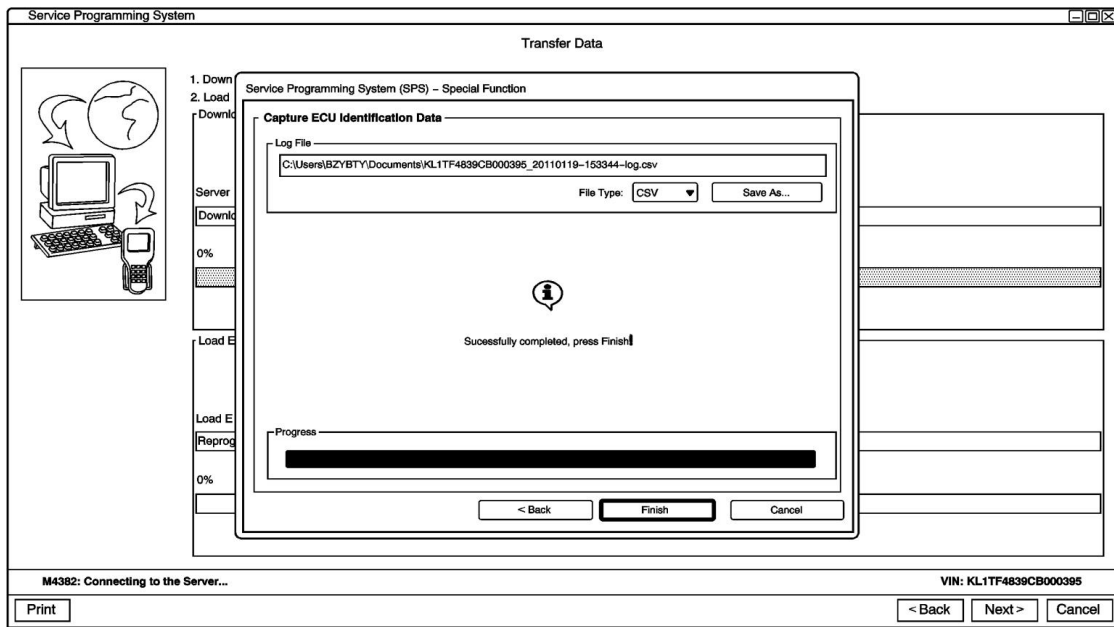 Service Programming System
Transfer Data
1. Down
2. Load
Downlo
Server
Downlo
0%
Load E
Load E
Reprog
0%
Service Programming System (SPS) – Special Function
Capture ECU Identification Data
Log File
C:\Users\BZYBTY\Documents\KL1TF4839CB000395_20110119–153344–log.csv
File Type: CSV Save As...
Sucessfully completed, press Finish!
Progress
< Back Finish Cancel
M4382: Connecting to the Server... VIN: KL1TF4839CB000395
Print < Back Next > Cancel